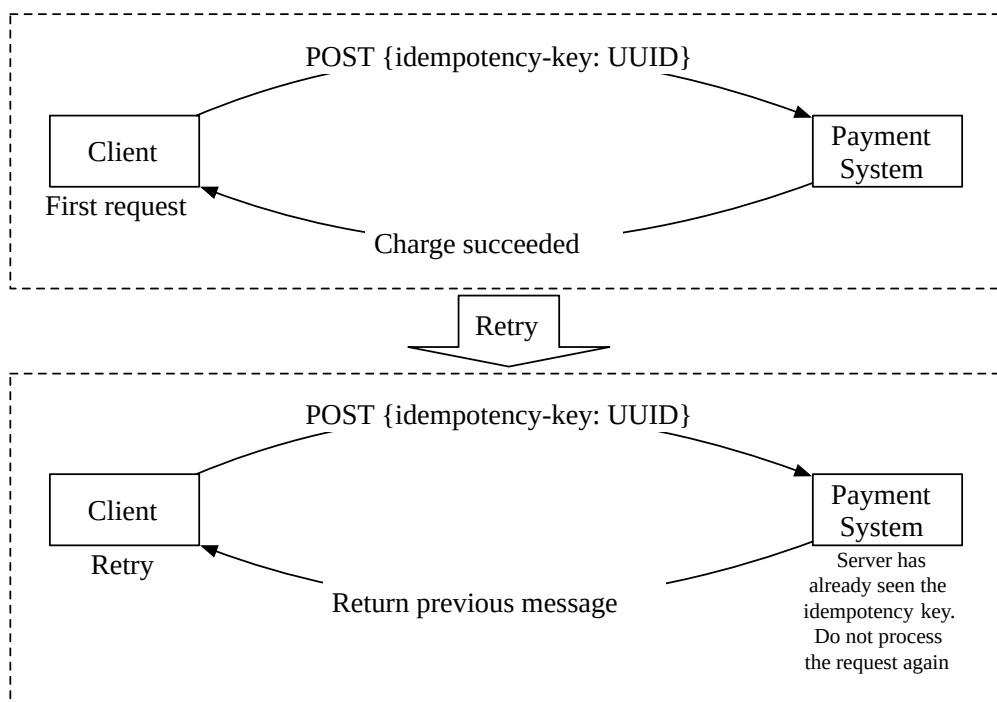 POST {idempotency-key: UUID}
Client
Payment
System
First request
Charge succeeded
Retry
POST {idempotency-key: UUID}
Client
Payment
System
Retry
Return previous message
Server has
already seen the
idempotency key.
Do not process
the request again